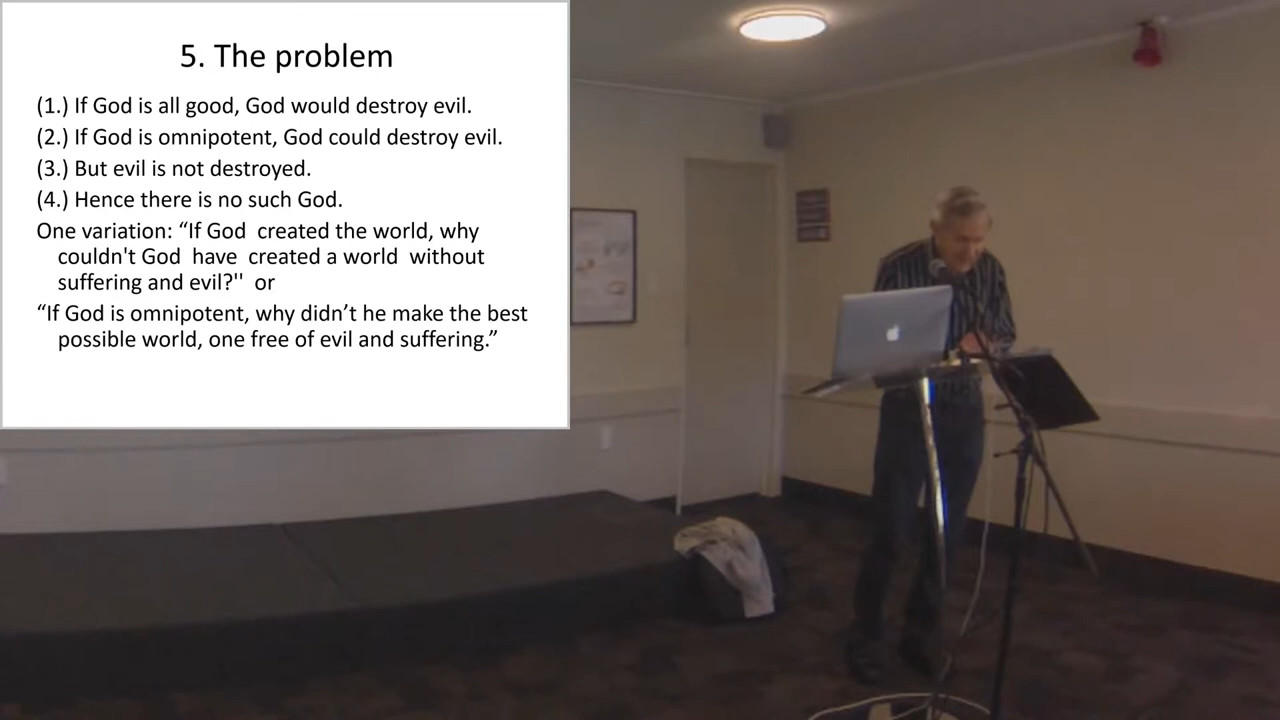 5. The problem
(1.) If God is all good, God would destroy evil.
(2.) If God is omnipotent, God could destroy evil.
(3.) But evil is not destroyed.
(4.) Hence there is no such God.
One variation: “If God created the world, why
couldn't God have created a world without
suffering and evil?'' or
“If God is omnipotent, why didn’t he make the best
possible world, one free of evil and suffering.”